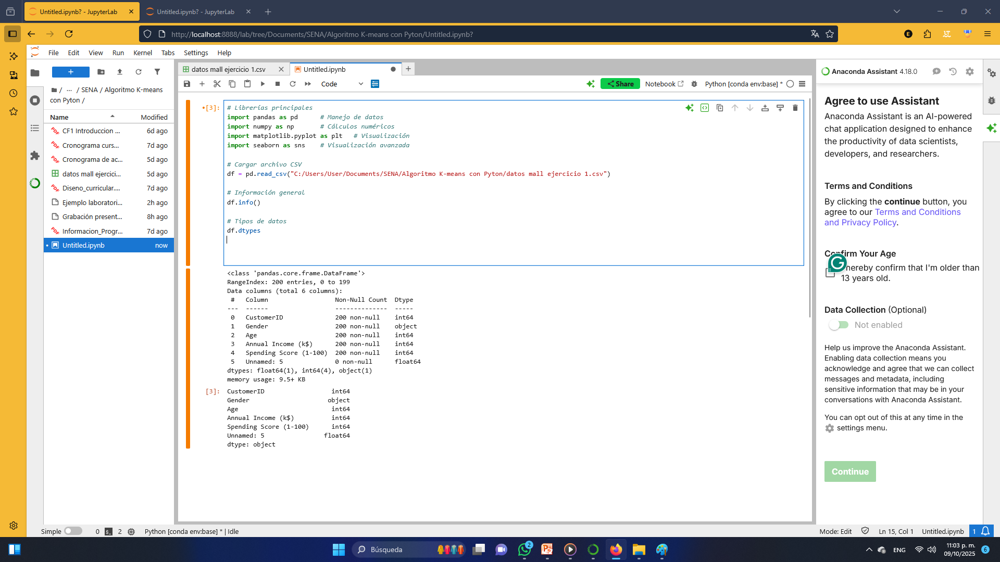 Untitled.ipynb? - JupyterLab
Untitled.ipynb? - JupyterLab
http://localhost:8888/lab/tree/Documents/SENA/Algoritmo K-means con Pyton/Untitled.ipynb?
E
File Edit View Run Kernel Tabs Settings Help
/ ... / SENA / Algoritmo K-means
con Pyton /
Name Modified
CF1 Introduccion ... 6d ago
Cronograma curs... 7d ago
Cronograma de ac... 5d ago
datos mall ejercici... 5d ago
Diseno_curricular.... 7d ago
Ejemplo laboratori... 2h ago
Grabación present... 8h ago
Informacion_Progr... 7d ago
Untitled.ipynb now
datos mall ejercicio 1.csv
Untitled.ipynb
Code
Share
Notebook
Python [conda env:base] *
[3]:
# Librerías principales
import pandas as pd # Manejo de datos
import numpy as np # Cálculos numéricos
import matplotlib.pyplot as plt # Visualización
import seaborn as sns # Visualización avanzada
# Cargar archivo CSV
df = pd.read_csv("C:/Users/User/Documents/SENA/Algoritmo K-means con Pyton/datos mall ejercicio 1.csv")
# Información general
df.info()
# Tipos de datos
df.dtypes
<class 'pandas.core.frame.DataFrame'>
RangeIndex: 200 entries, 0 to 199
Data columns (total 6 columns):
# Column Non-Null Count Dtype
--- ------ -------------- -----
0 CustomerID 200 non-null int64
1 Gender 200 non-null object
2 Age 200 non-null int64
3 Annual Income (k$) 200 non-null int64
4 Spending Score (1-100) 200 non-null int64
5 Unnamed: 5 0 non-null float64
dtypes: float64(1), int64(4), object(1)
memory usage: 9.5+ KB
[3]: CustomerID int64
Gender object
Age int64
Annual Income (k$) int64
Spending Score (1-100) int64
Unnamed: 5 float64
dtype: object
Anaconda Assistant 4.18.0
Agree to use Assistant
Anaconda Assistant is an AI-powered
chat application designed to enhance
the productivity of data scientists,
developers, and researchers.
Terms and Conditions
By clicking the continue button, you
agree to our Terms and Conditions
and Privacy Policy.
Confirm Your Age
hereby confirm that I'm older than
13 years old.
Data Collection (Optional)
Not enabled
Help us improve the Anaconda Assistant.
Enabling data collection means you
acknowledge and agree that we can collect
messages and metadata, including
sensitive information that may be in your
conversations with Anaconda Assistant.
You can opt out of this at any time in the
settings menu.
Continue
Simple 0 2 Python [conda env:base] * | Idle
Mode: Edit Ln 15, Col 1 Untitled.ipynb 1
Búsqueda
2
ENG
11:03 p. m.
09/10/2025
6